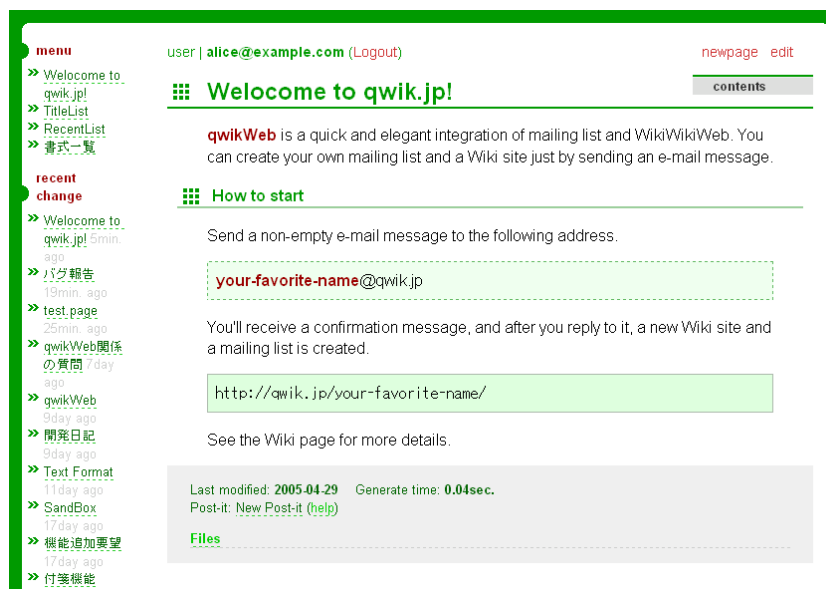 menu
Welocome to
qwik.jp!
TitleList
RecentList
書式一覧
recent
change
Welocome to
qwik.jp! 5min.
ago
バグ報告
19min. ago
test.page
25min. ago
qwikWeb関係
の質問 7day
ago
qwikWeb
9day ago
開発日記
9day ago
Text Format
11day ago
SandBox
17day ago
機能追加要望
17day ago
付箋機能
user | alice@example.com (Logout)
newpage edit
Welocome to qwik.jp!
contents
qwikWeb is a quick and elegant integration of mailing list and WikiWikiWeb. You
can create your own mailing list and a Wiki site just by sending an e-mail message.
How to start
Send a non-empty e-mail message to the following address.
your-favorite-name@qwik.jp
You'll receive a confirmation message, and after you reply to it, a new Wiki site and
a mailing list is created.
http://qwik.jp/your-favorite-name/
See the Wiki page for more details.
Last modified: 2005-04-29 Generate time: 0.04sec.
Post-it: New Post-it (help)
Files